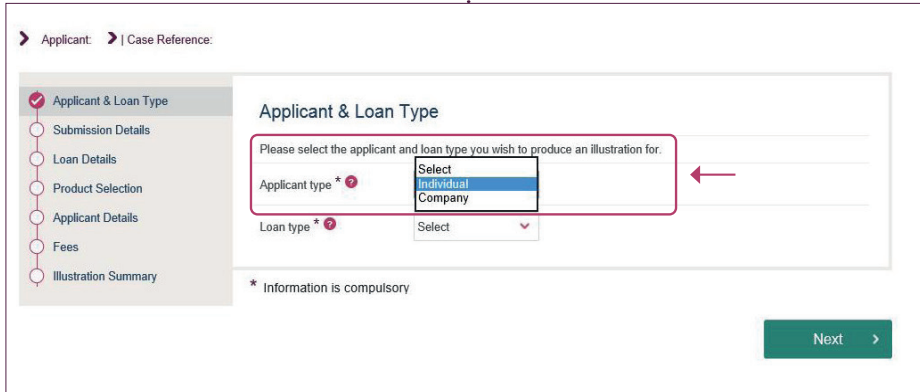 Applicant: | Case Reference:
Applicant & Loan Type
Submission Details
Loan Details
Product Selection
Applicant Details
Fees
Illustration Summary
Applicant & Loan Type
Please select the applicant and loan type you wish to produce an illustration for.
Applicant type * ?
Select
Individual
Company
Loan type * ? Select
* Information is compulsory
Next